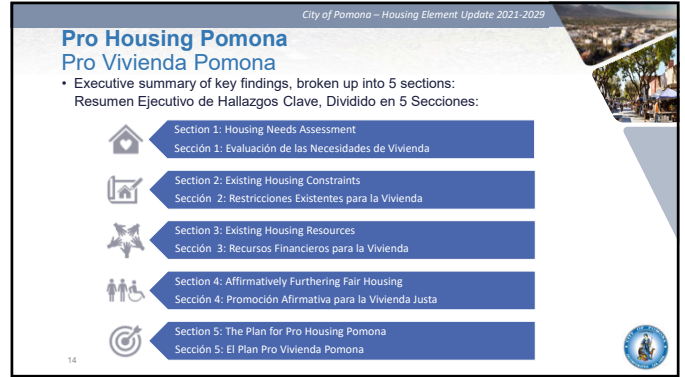 City of Pomona – Housing Element Update 2021-2029
Pro Housing Pomona
Pro Vivienda Pomona
• Executive summary of key findings, broken up into 5 sections:
Resumen Ejecutivo de Hallazgos Clave, Dividido en 5 Secciones:
Section 1: Housing Needs Assessment
Sección 1: Evaluación de las Necesidades de Vivienda
Section 2: Existing Housing Constraints
Sección 2: Restricciones Existentes para la Vivienda
Section 3: Existing Housing Resources
Sección 3: Recursos Financieros para la Vivienda
Section 4: Affirmatively Furthering Fair Housing
Sección 4: Promoción Afirmativa para la Vivienda Justa
Section 5: The Plan for Pro Housing Pomona
Sección 5: El Plan Pro Vivienda Pomona
14
CITY OF POMONA